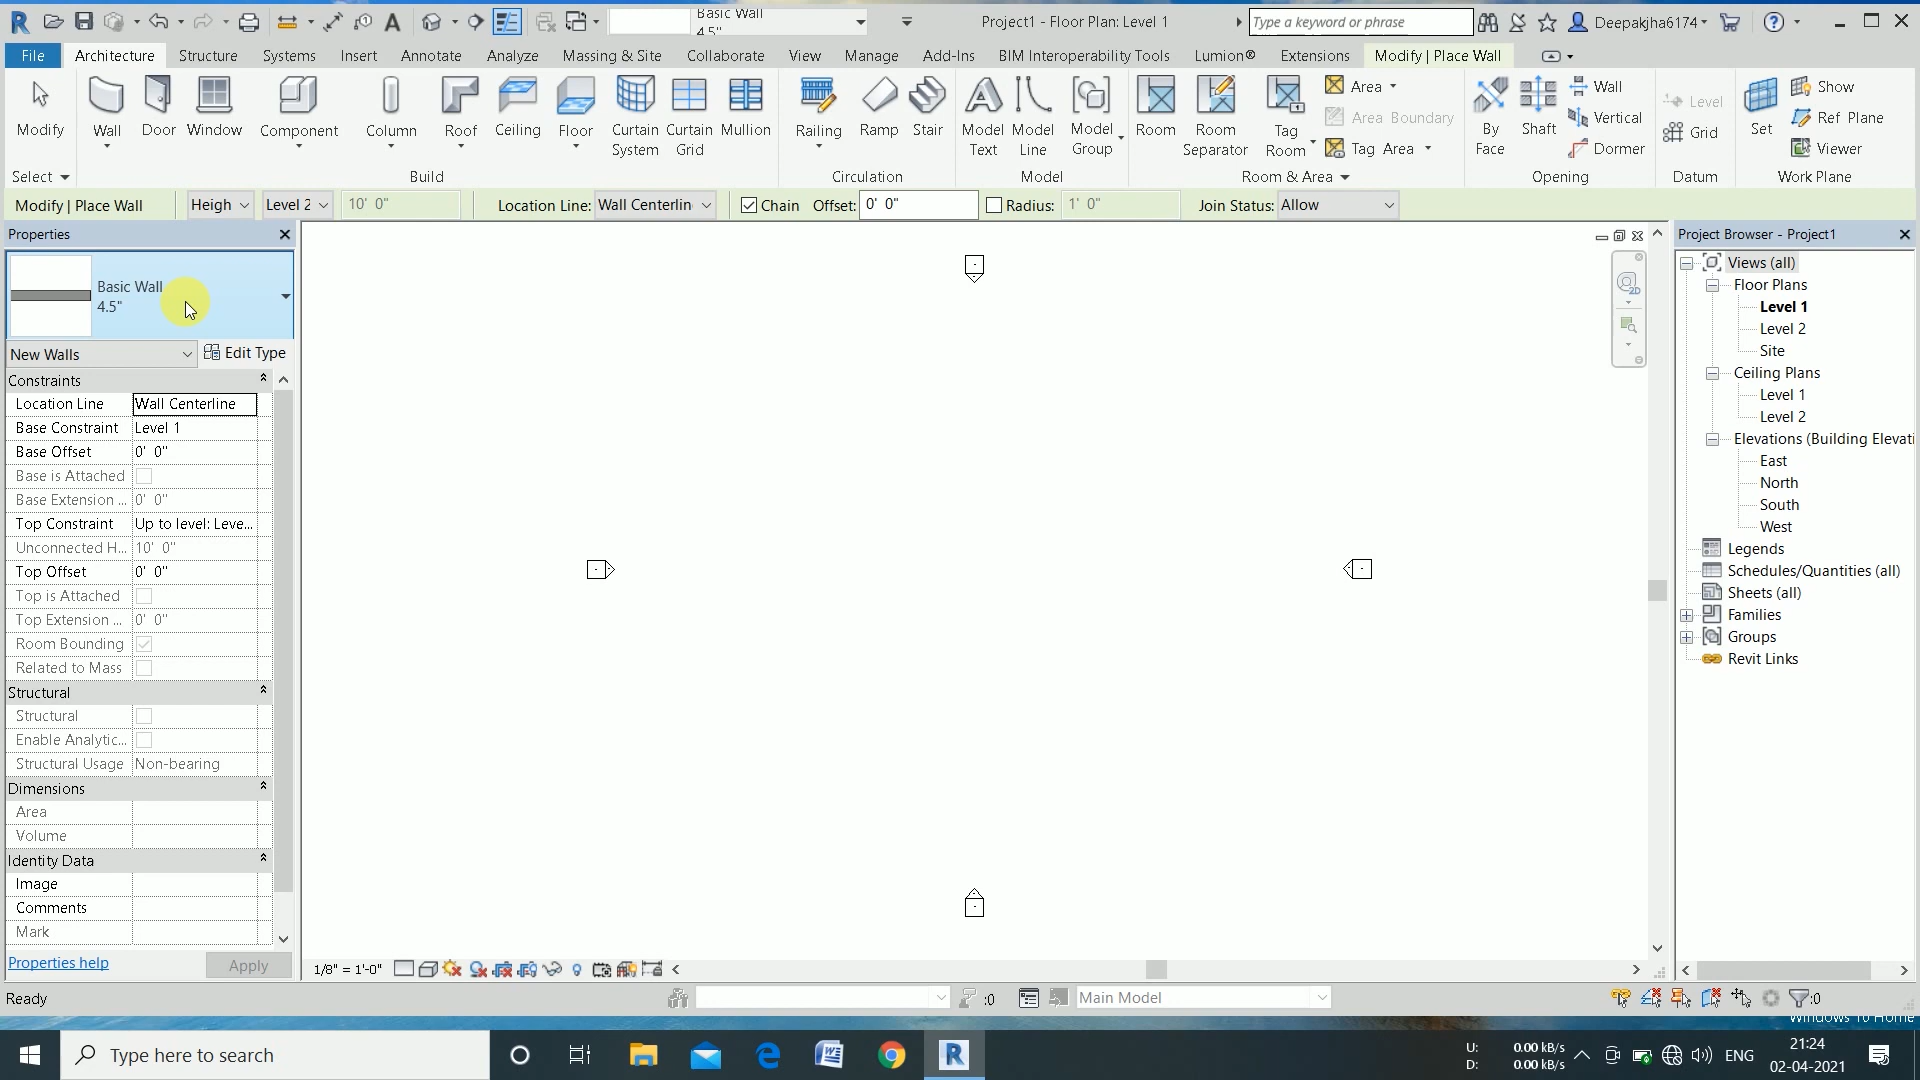 Basic Wall
4.5"
Project1 - Floor Plan: Level 1
Type a keyword or phrase
Deepakjha6174
File
Architecture
Structure
Systems
Insert
Annotate
Analyze
Massing & Site
Collaborate
View
Manage
Add-Ins
BIM Interoperability Tools
Lumion®
Extensions
Modify | Place Wall
Modify
Wall
Door
Window
Component
Column
Roof
Ceiling
Floor
Curtain
System
Curtain
Grid
Mullion
Railing
Ramp
Stair
Model
Text
Model
Line
Model
Group
Room
Room
Separator
Tag
Room
Area
Area Boundary
Tag Area
By
Face
Shaft
Wall
Vertical
Dormer
Level
Grid
Set
Show
Ref Plane
Viewer
Select
Build
Circulation
Model
Room & Area
Opening
Datum
Work Plane
Modify | Place Wall
Heigh
Level 2
10' 0"
Location Line:
Wall Centerlin
Chain
Offset:
0' 0"
Radius:
1' 0"
Join Status:
Allow
Properties
Basic Wall
4.5"
New Walls
Edit Type
Constraints
Location Line Wall Centerline
Base Constraint Level 1
Base Offset 0' 0"
Base is Attached
Base Extension ... 0' 0"
Top Constraint Up to level: Leve...
Unconnected H... 10' 0"
Top Offset 0' 0"
Top is Attached
Top Extension ... 0' 0"
Room Bounding
Related to Mass
Structural
Structural
Enable Analytic...
Structural Usage Non-bearing
Dimensions
Area
Volume
Identity Data
Image
Comments
Mark
Properties help
Apply
2D
1/8" = 1'-0"
Project Browser - Project1
Views (all)
Floor Plans
Level 1
Level 2
Site
Ceiling Plans
Level 1
Level 2
Elevations (Building Elevati
East
North
South
West
Legends
Schedules/Quantities (all)
Sheets (all)
Families
Groups
Revit Links
Ready
:0
Main Model
:0
Windows 10 Home
Type here to search
U: 0.00 kB/s
D: 0.00 kB/s
ENG
21:24
02-04-2021